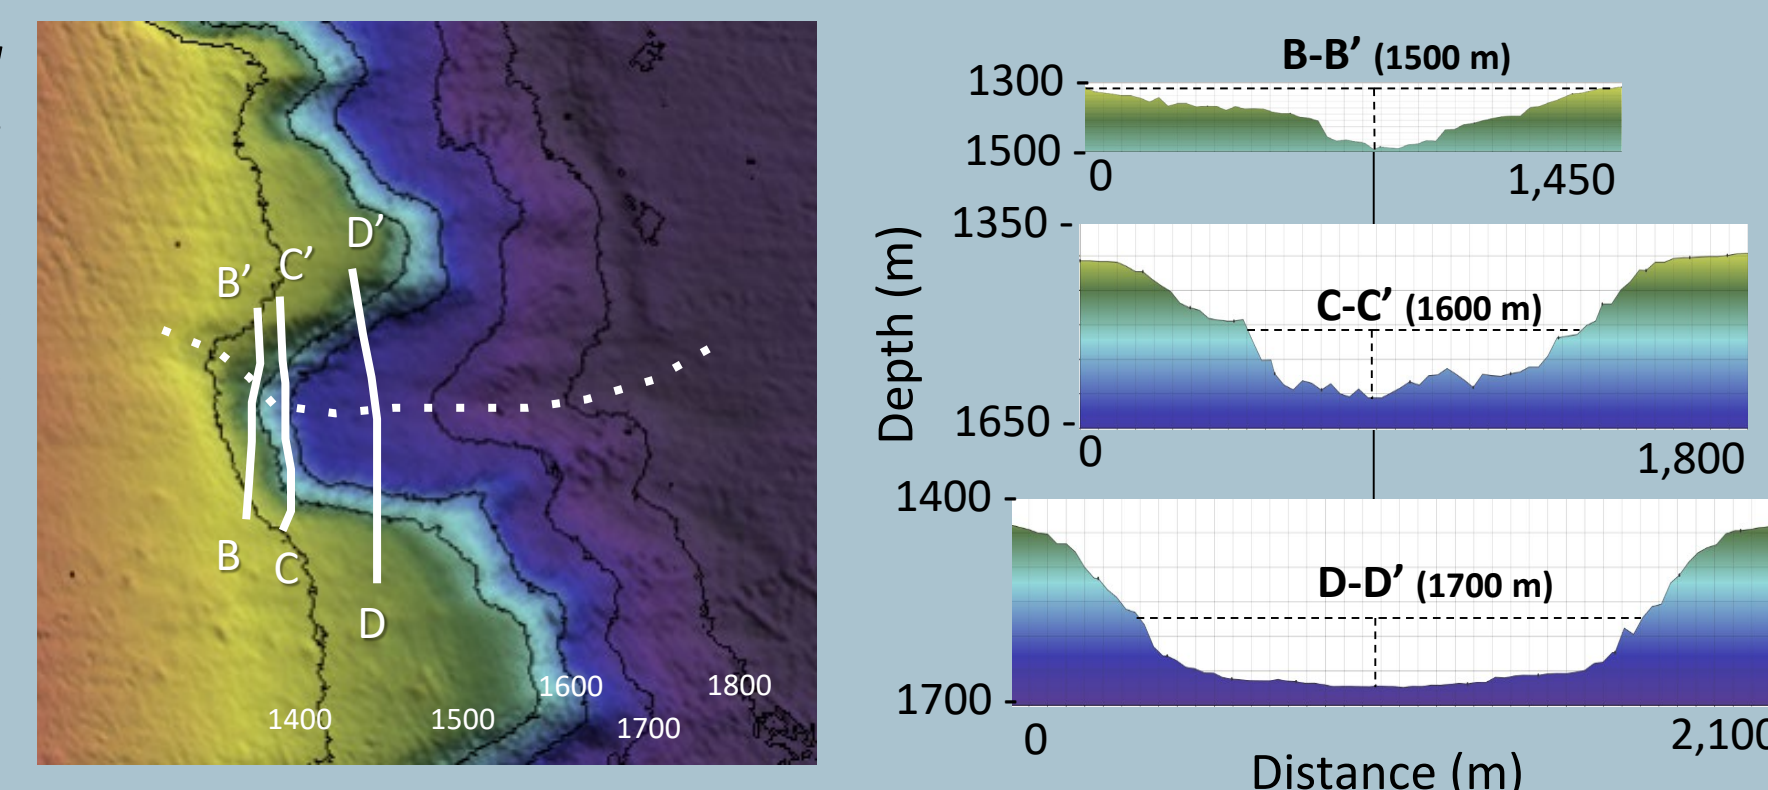 B’
C’
D’
B
C
D
1400
1500
1600
1700
1800
B-B’ (1500 m)
1300 -
1500 -
0
1,450
Depth (m)
1350 -
C-C’ (1600 m)
1650 -
0
1,800
1400 -
D-D’ (1700 m)
1700 -
0
2,100
Distance (m)